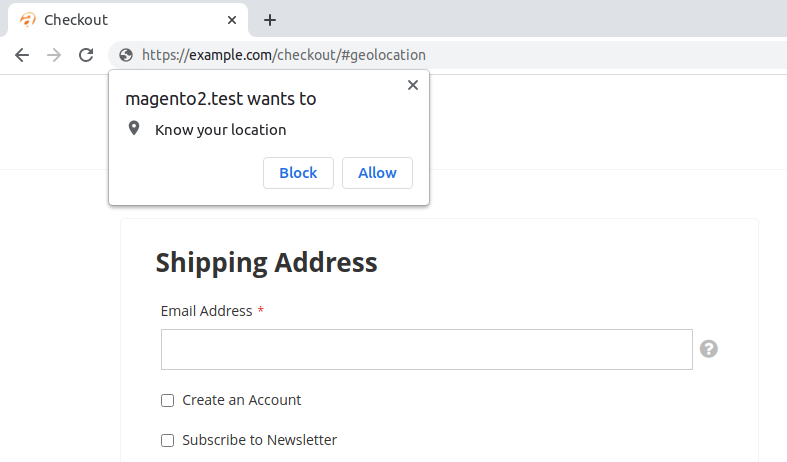 Checkout
https://example.com/checkout/#geolocation
magento2.test wants to
Know your location
Block Allow
Shipping Address
Email Address *
?
Create an Account
Subscribe to Newsletter